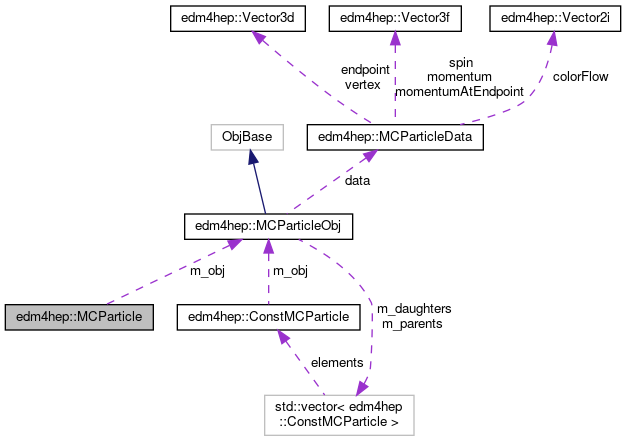 edm4hep::Vector3d
edm4hep::Vector3f
edm4hep::Vector2i
endpoint
vertex
spin
momentum
momentumAtEndpoint
colorFlow
ObjBase
edm4hep::MCParticleData
data
edm4hep::MCParticleObj
m_obj
m_obj
m_daughters
m_parents
edm4hep::MCParticle
edm4hep::ConstMCParticle
elements
std::vector< edm4hep
::ConstMCParticle >